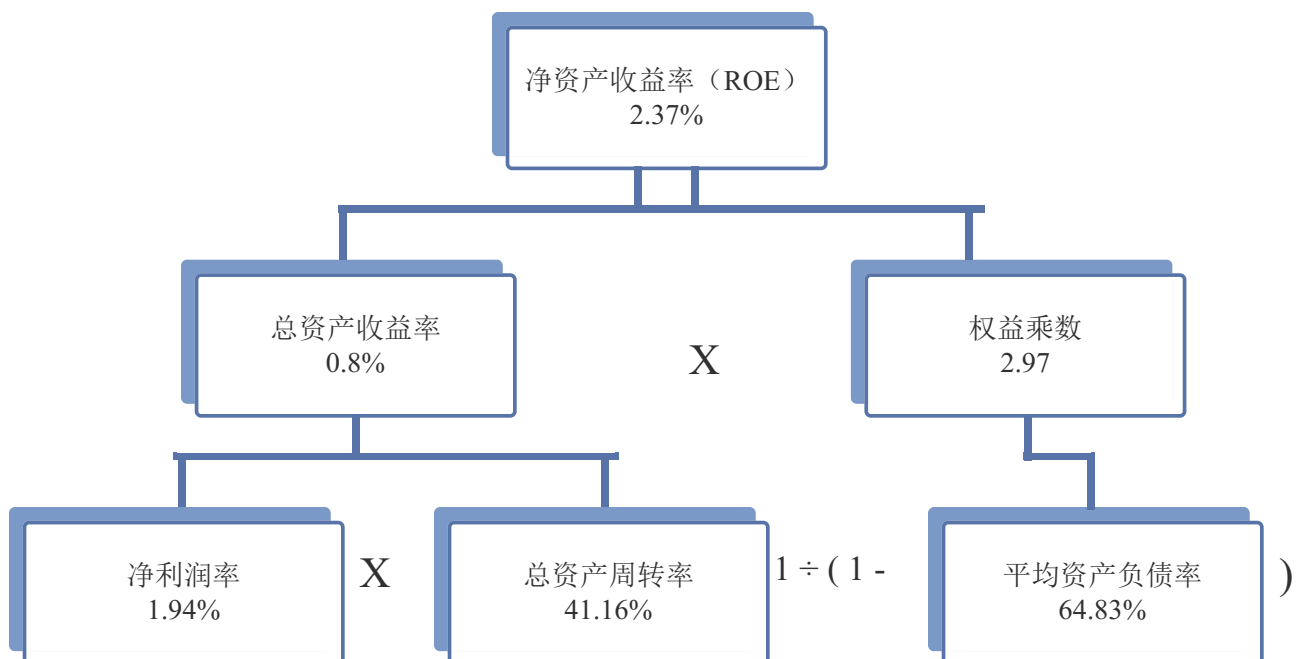 净资产收益率（ROE）
2.37%
总资产收益率
0.8%
X
权益乘数
2.97
净利润率
1.94%
X
总资产周转率
41.16%
1 ÷ ( 1 -
平均资产负债率
64.83%
)